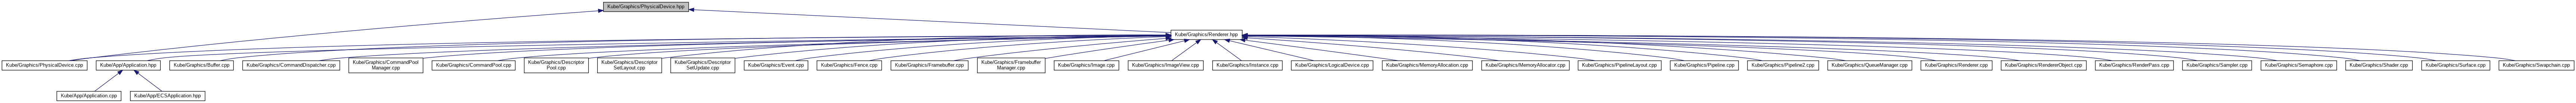 Kube/Graphics/PhysicalDevice.hpp
Kube/Graphics/Renderer.hpp
Kube/Graphics/PhysicalDevice.cpp
Kube/App/Application.hpp
Kube/Graphics/Buffer.cpp
Kube/Graphics/CommandDispatcher.cpp
Kube/Graphics/CommandPool
Manager.cpp
Kube/Graphics/CommandPool.cpp
Kube/Graphics/Descriptor
Pool.cpp
Kube/Graphics/Descriptor
SetLayout.cpp
Kube/Graphics/Descriptor
SetUpdate.cpp
Kube/Graphics/Event.cpp
Kube/Graphics/Fence.cpp
Kube/Graphics/Framebuffer.cpp
Kube/Graphics/Framebuffer
Manager.cpp
Kube/Graphics/Image.cpp
Kube/Graphics/ImageView.cpp
Kube/Graphics/Instance.cpp
Kube/Graphics/LogicalDevice.cpp
Kube/Graphics/MemoryAllocation.cpp
Kube/Graphics/MemoryAllocator.cpp
Kube/Graphics/PipelineLayout.cpp
Kube/Graphics/Pipeline.cpp
Kube/Graphics/Pipeline2.cpp
Kube/Graphics/QueueManager.cpp
Kube/Graphics/Renderer.cpp
Kube/Graphics/RendererObject.cpp
Kube/Graphics/RenderPass.cpp
Kube/Graphics/Sampler.cpp
Kube/Graphics/Semaphore.cpp
Kube/Graphics/Shader.cpp
Kube/Graphics/Surface.cpp
Kube/Graphics/Swapchain.cpp
Kube/App/Application.cpp
Kube/App/ECSApplication.hpp